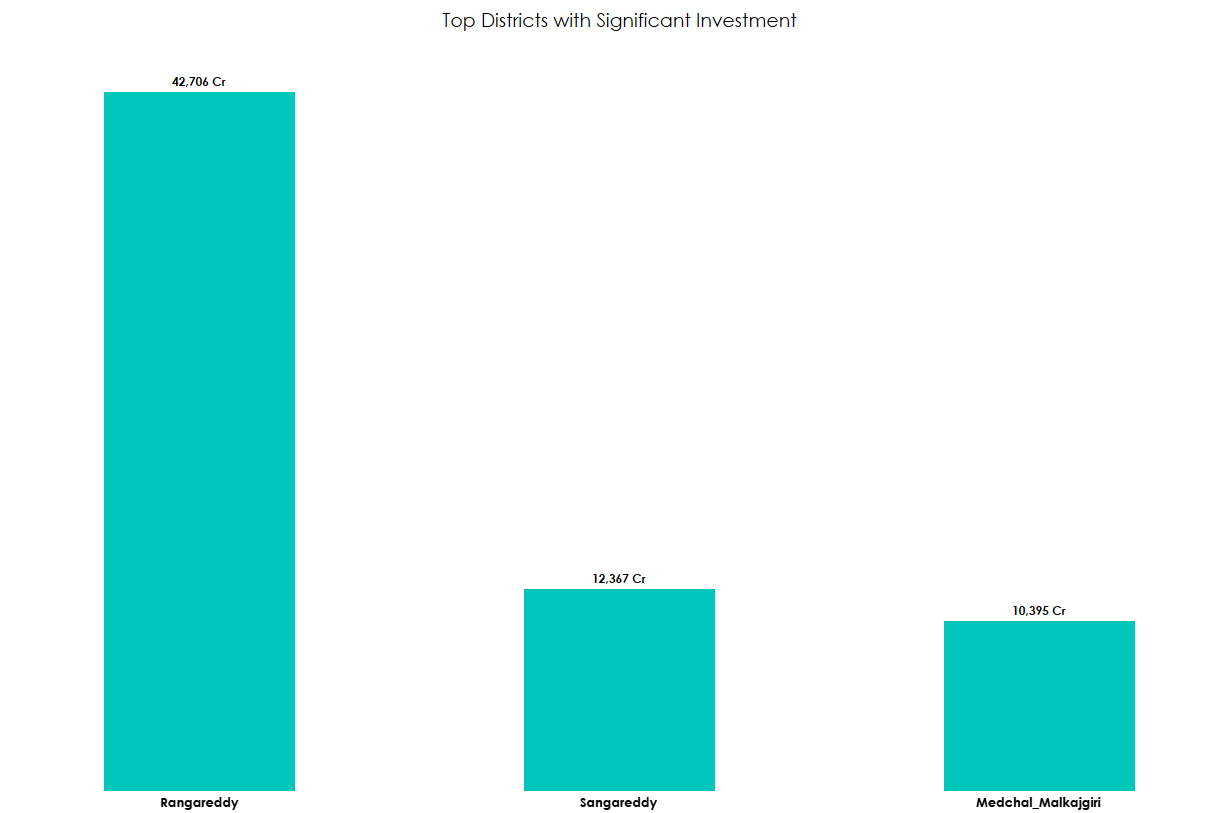 Top Districts with Significant Investment
42,706 Cr
12,367 Cr
10,395 Cr
Rangareddy
Sangareddy
Medchal_Malkajgiri